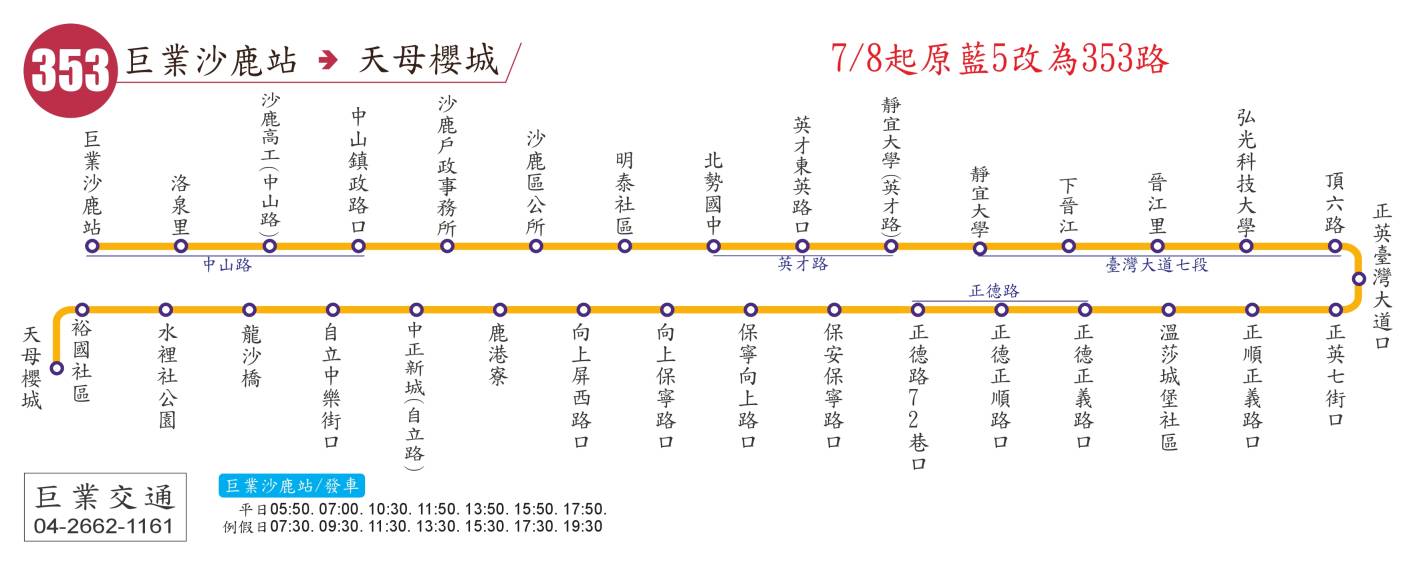 353 巨業沙鹿站 ➔ 天母櫻城
7/8起原藍5改為353路
巨業沙鹿站
洛泉里
沙鹿高工(中山路)
中山鎮政路口
沙鹿戶政事務所
沙鹿區公所
明泰社區
北勢國中
英才東英路口
靜宜大學(英才路)
靜宜大學
下晉江
晉江里
弘光科技大學
頂六路
正英臺灣大道口
中山路
英才路
臺灣大道七段
正德路
天母櫻城
裕國社區
水裡社公園
龍沙橋
自立中樂街口
中正新城(自立路)
鹿港寮
向上屏西路口
向上保寧路口
保寧向上路口
保安保寧路口
正德路72巷口
正德正順路口
正德正義路口
溫莎城堡社區
正順正義路口
正英七街口
巨業交通
04-2662-1161
巨業沙鹿站/發車
平日05:50. 07:00. 10:30. 11:50. 13:50. 15:50. 17:50.
例假日07:30. 09:30. 11:30. 13:30. 15:30. 17:30. 19:30